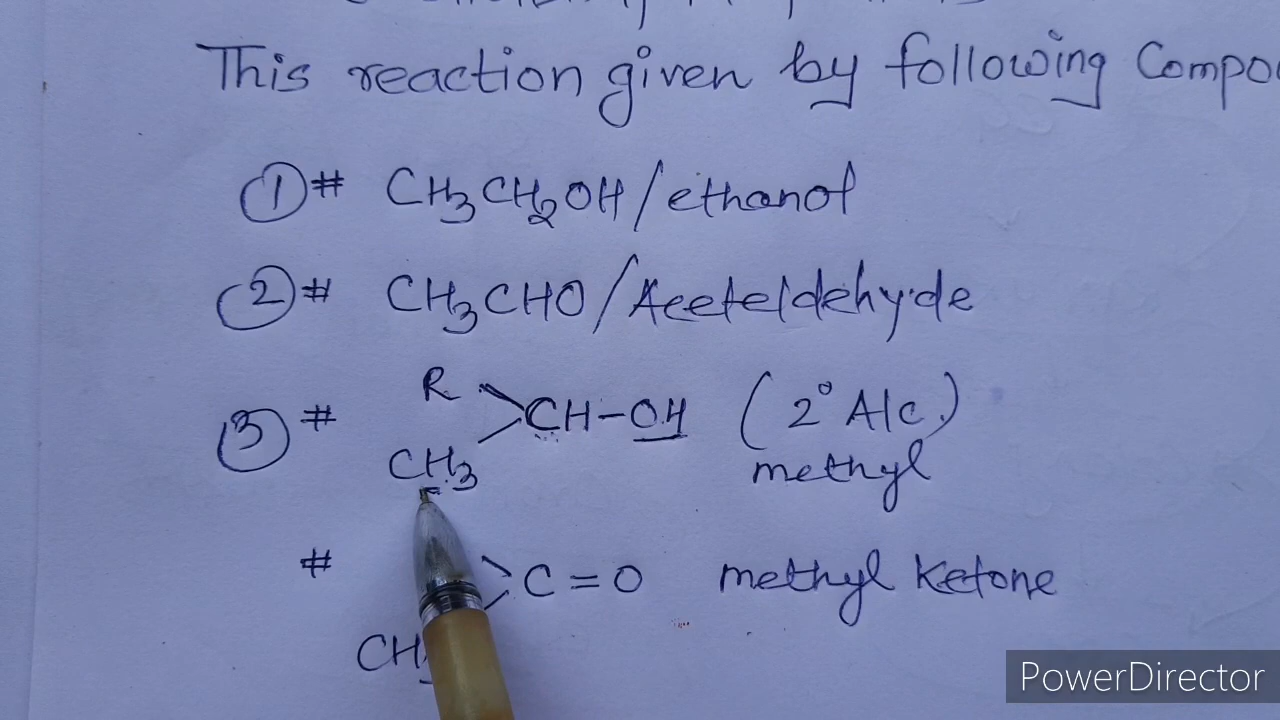 This reaction given by following Compo
① # CH3CH2OH/ethanol
② # CH3CHO/Aceteldehyde
R
③ # >CH-OH (2° Alc.)
CH3 methyl
# >C=O methyl Ketone
CH3
PowerDirector